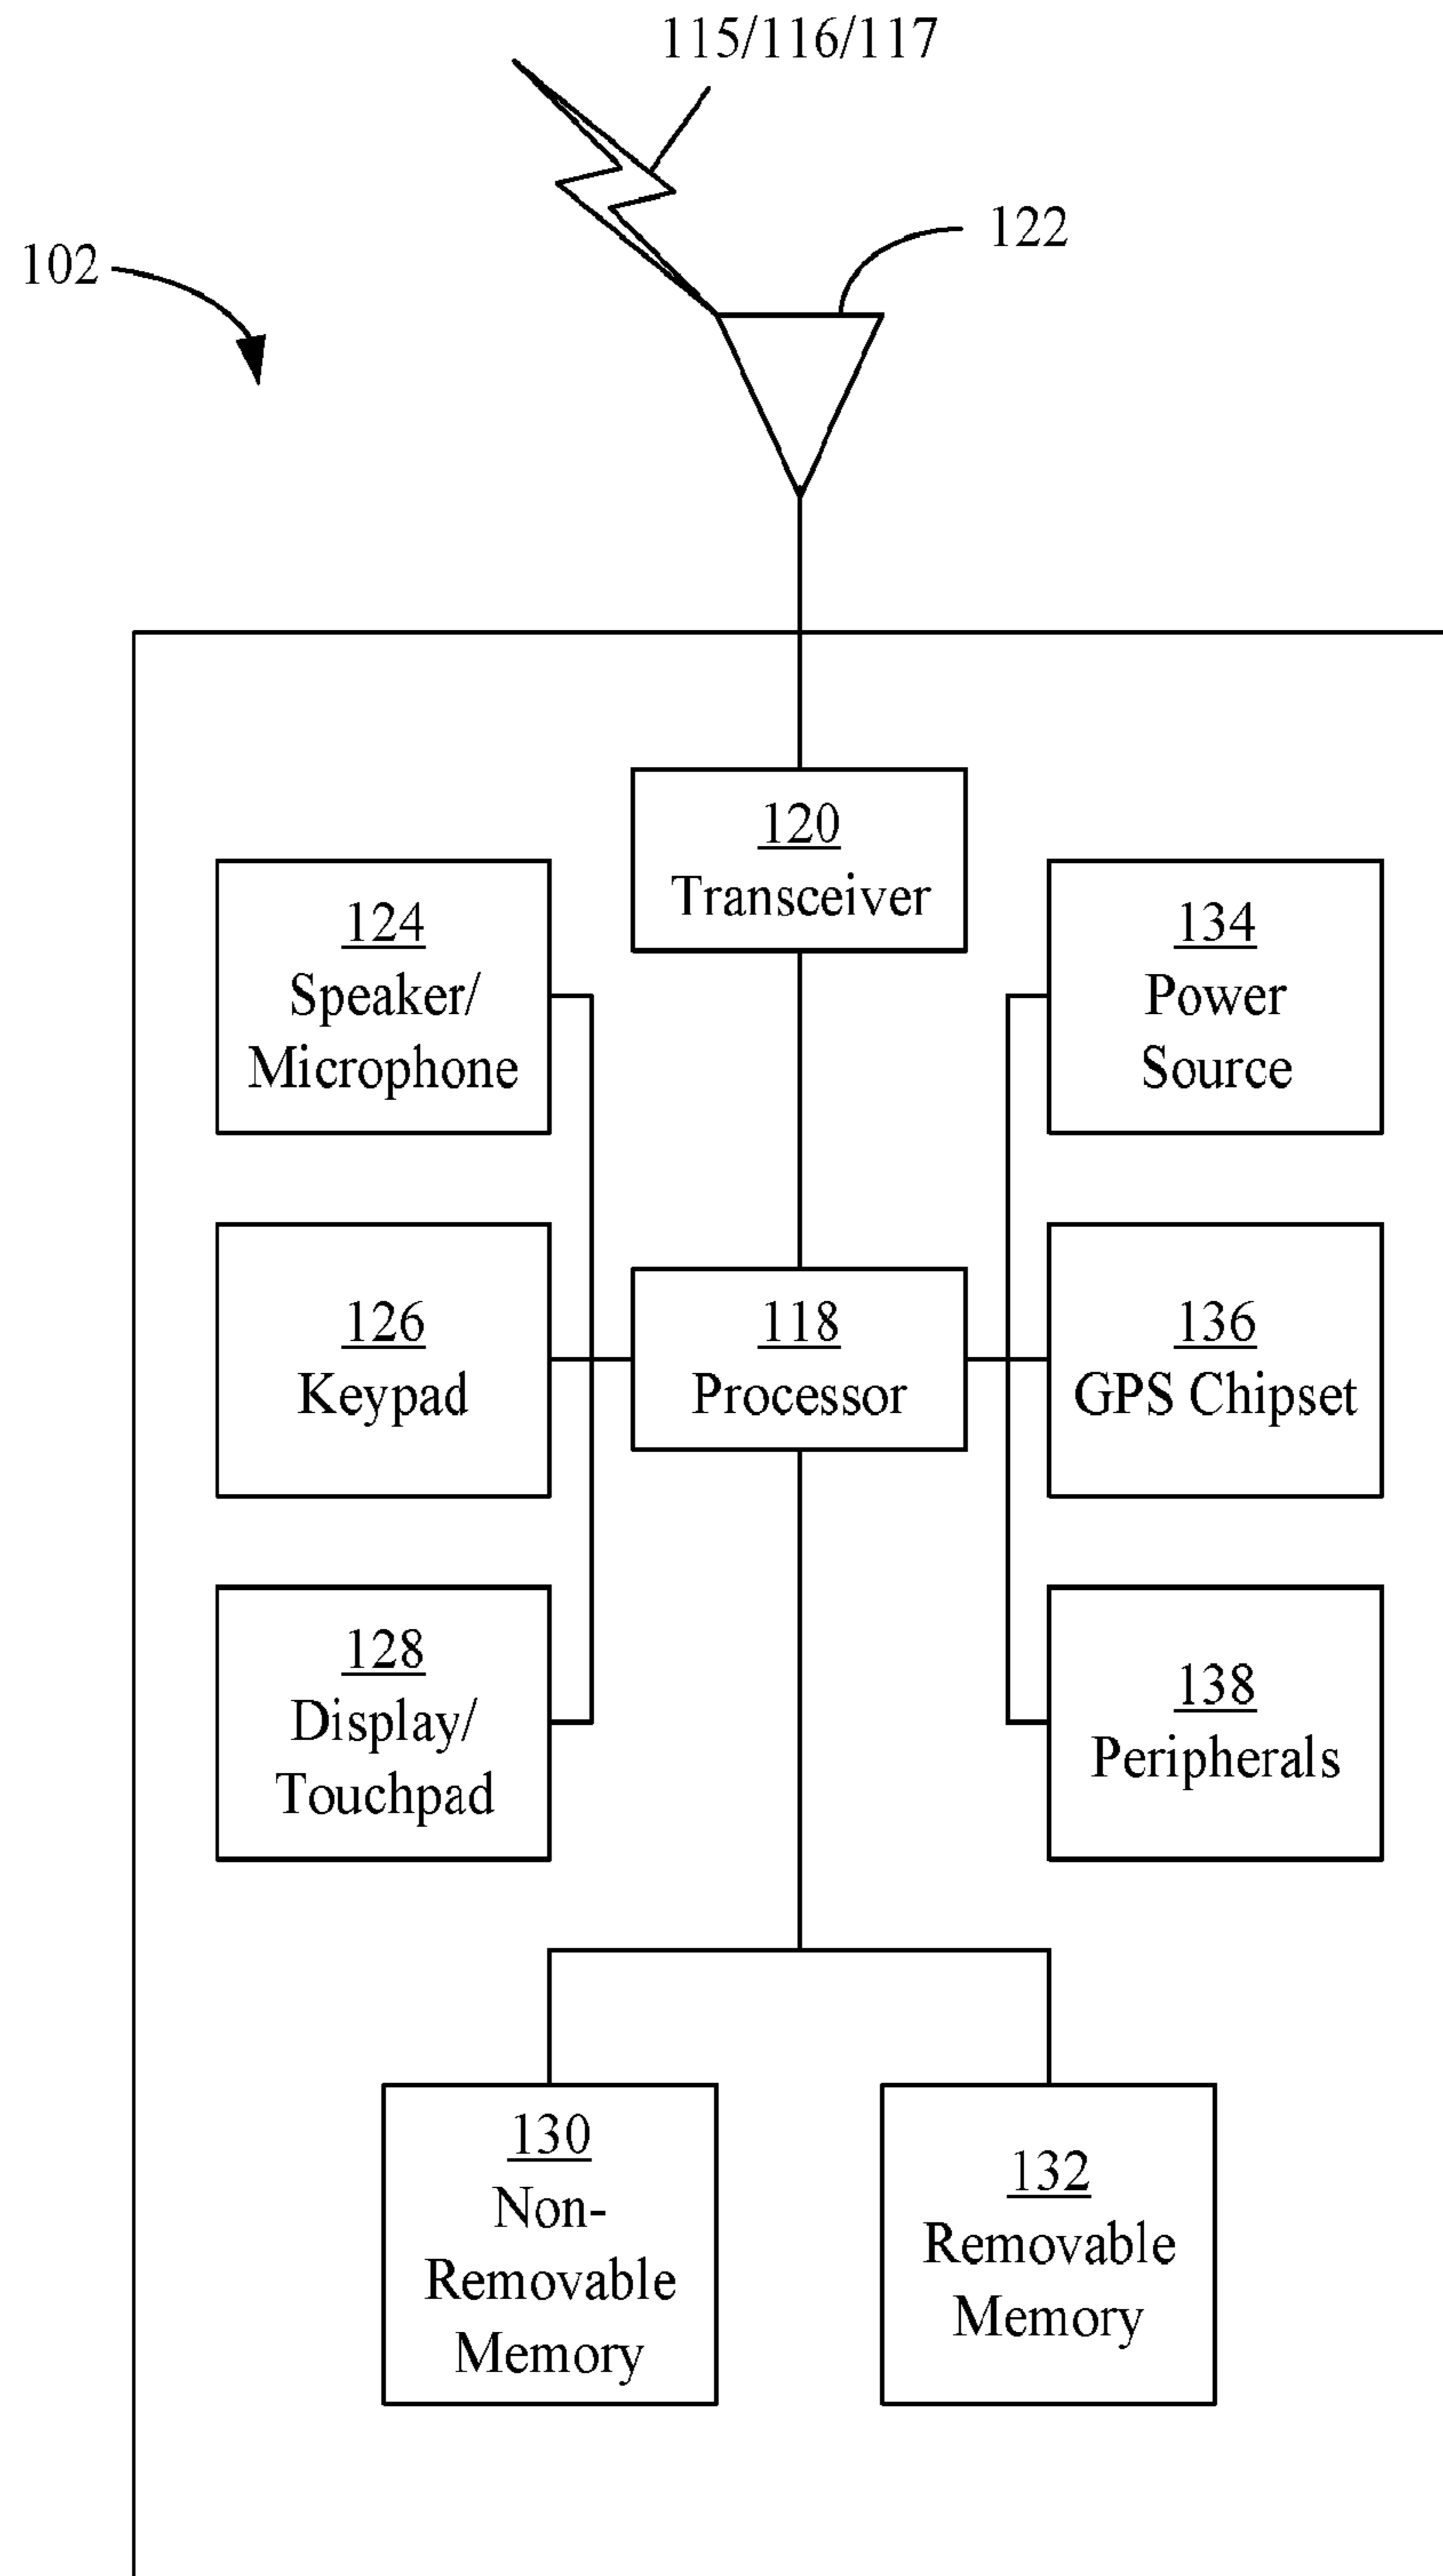 115/116/117
122
102
120
Transceiver
124
Speaker/
Microphone
134
Power
Source
126
Keypad
118
Processor
136
GPS Chipset
128
Display/
Touchpad
138
Peripherals
130
Non-
Removable
Memory
132
Removable
Memory